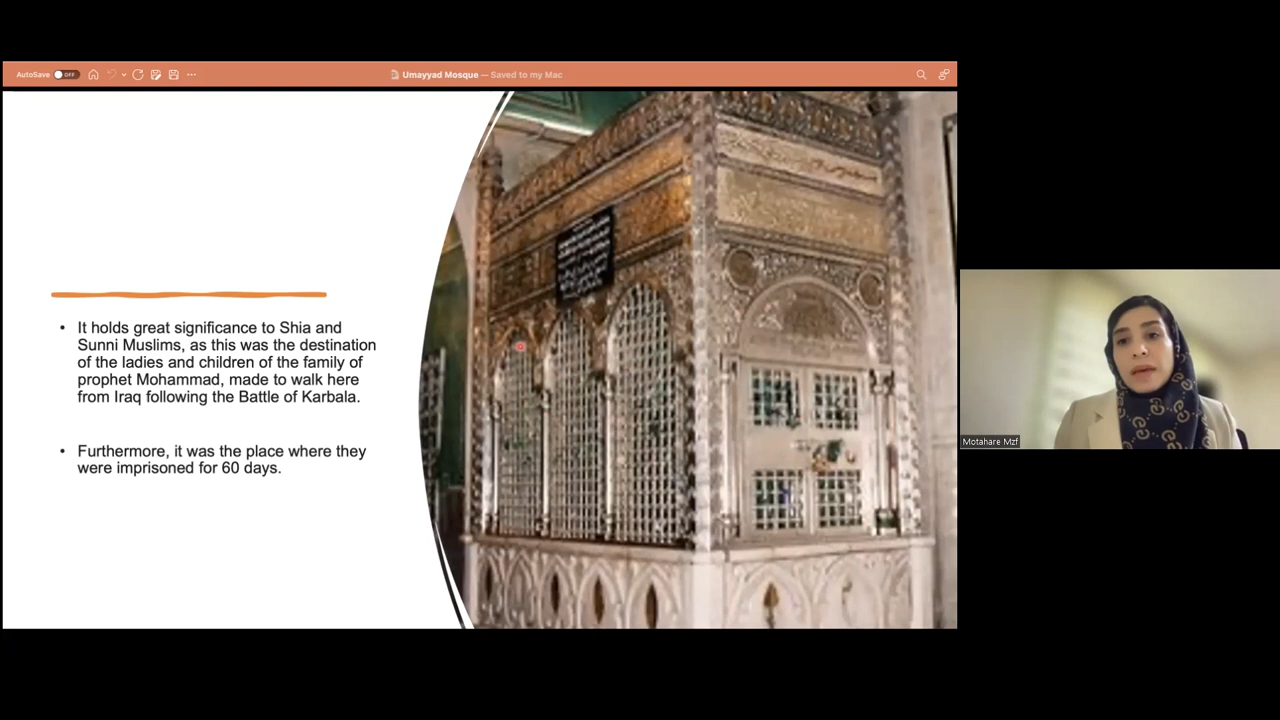 AutoSave OFF
Umayyad Mosque — Saved to my Mac
• It holds great significance to Shia and
Sunni Muslims, as this was the destination
of the ladies and children of the family of
prophet Mohammad, made to walk here
from Iraq following the Battle of Karbala.
• Furthermore, it was the place where they
were imprisoned for 60 days.
Motahare Mzf